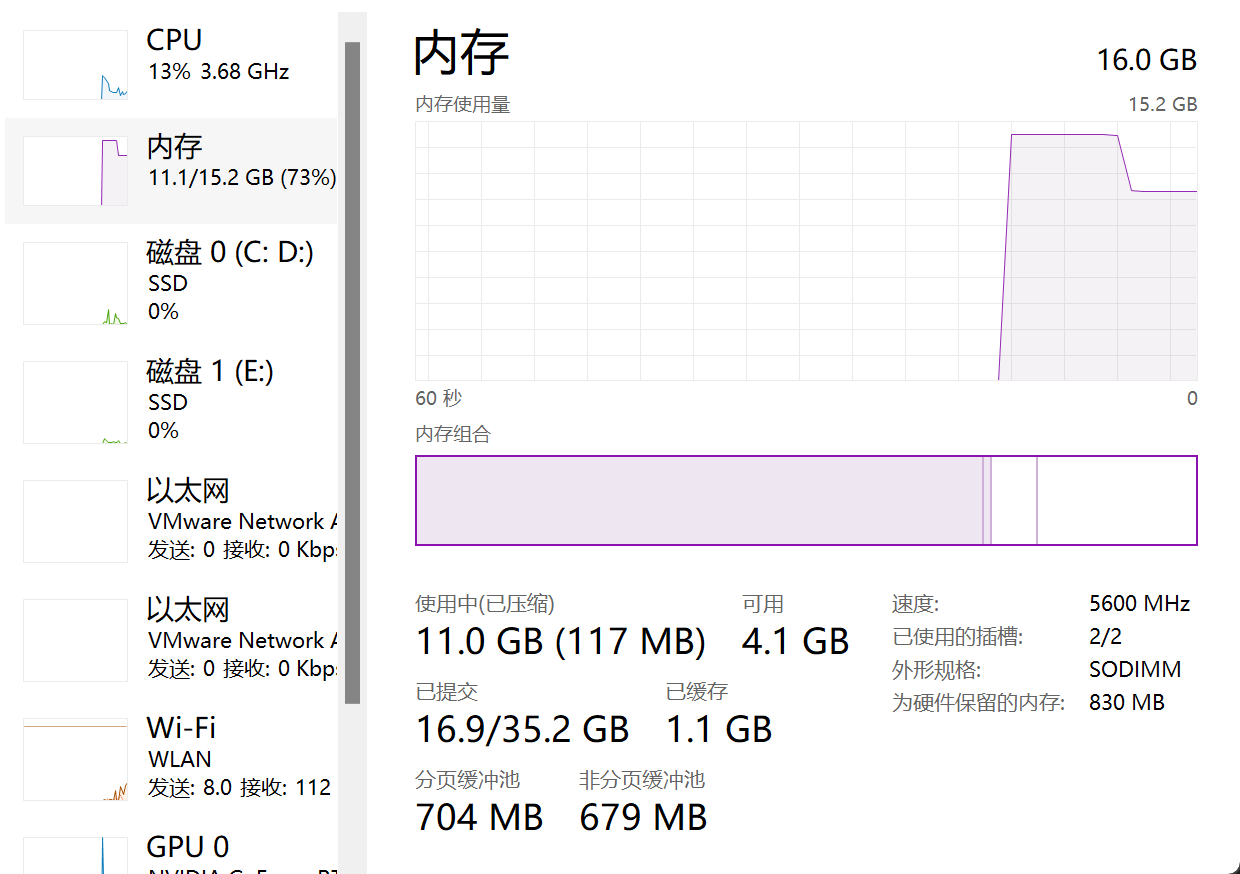 CPU
13% 3.68 GHz
内存
11.1/15.2 GB (73%)
磁盘 0 (C: D:)
SSD
0%
磁盘 1 (E:)
SSD
0%
以太网
VMware Network A
发送: 0 接收: 0 Kbps
以太网
VMware Network A
发送: 0 接收: 0 Kbps
Wi-Fi
WLAN
发送: 8.0 接收: 112
GPU 0
内存
16.0 GB
内存使用量
15.2 GB
60 秒
0
内存组合
使用中(已压缩)
可用
11.0 GB (117 MB)
4.1 GB
已提交
已缓存
16.9/35.2 GB
1.1 GB
分页缓冲池
非分页缓冲池
704 MB
679 MB
速度:
5600 MHz
已使用的插槽:
2/2
外形规格:
SODIMM
为硬件保留的内存:
830 MB